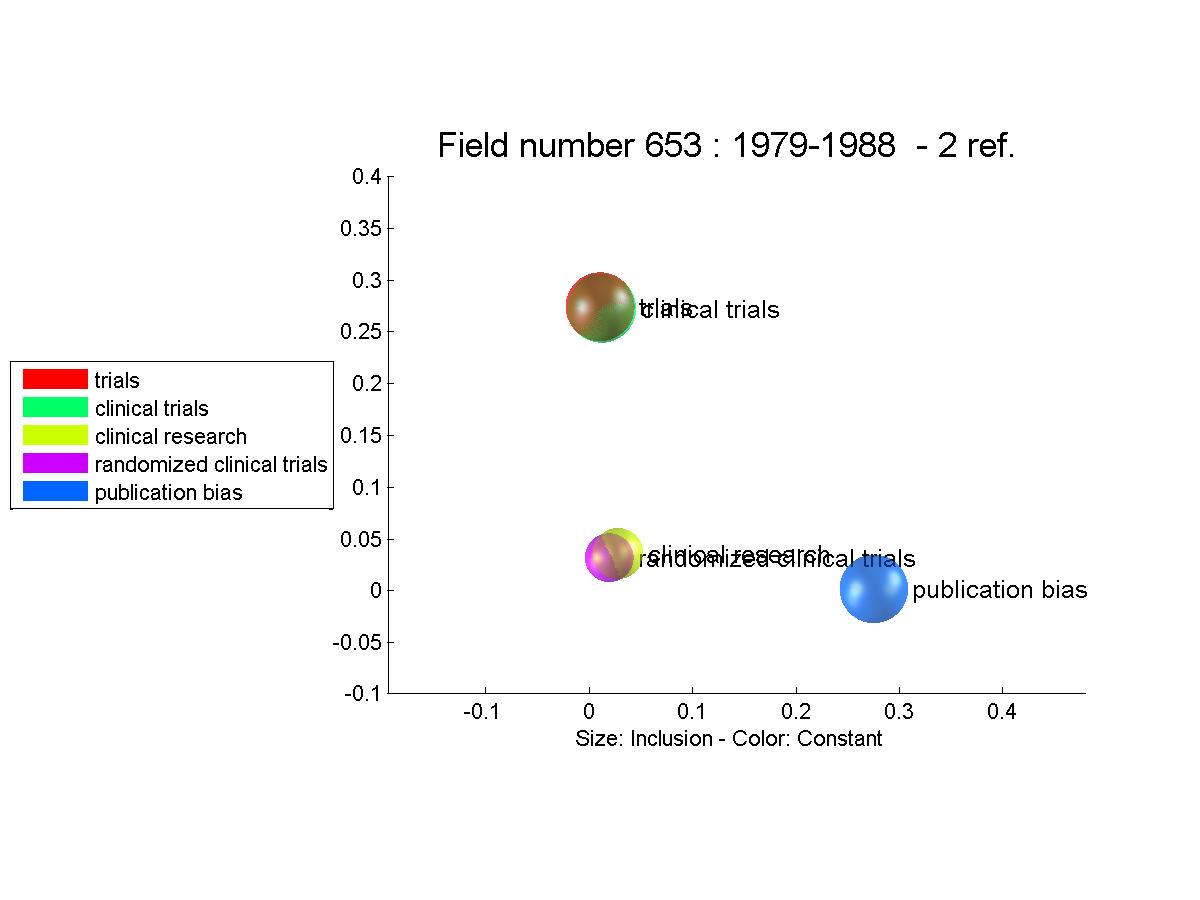 Field number 653 : 1979-1988 - 2 ref.
0.4
0.35
0.3
0.25
0.2
0.15
0.1
0.05
0
-0.05
-0.1
trials
clinical trials
clinical research
randomized clinical trials
publication bias
trials
clinical trials
clinical research
randomized clinical trials
publication bias
-0.1 0 0.1 0.2 0.3 0.4
Size: Inclusion - Color: Constant